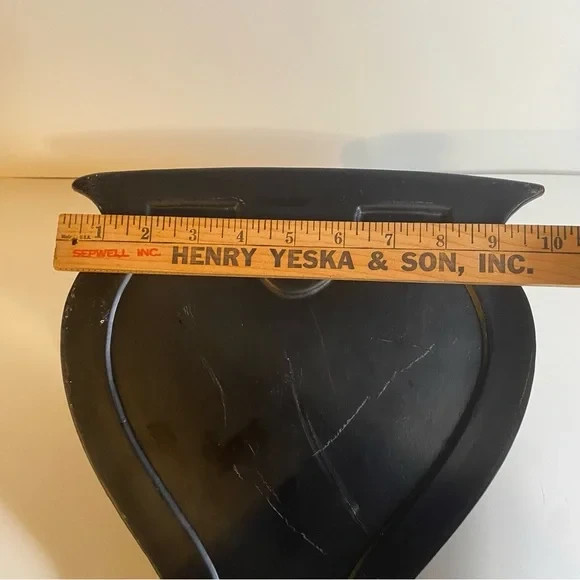 1 2 3 4 5 6 7 8 9 10
SEPWELL INC. HENRY YESKA & SON, INC.